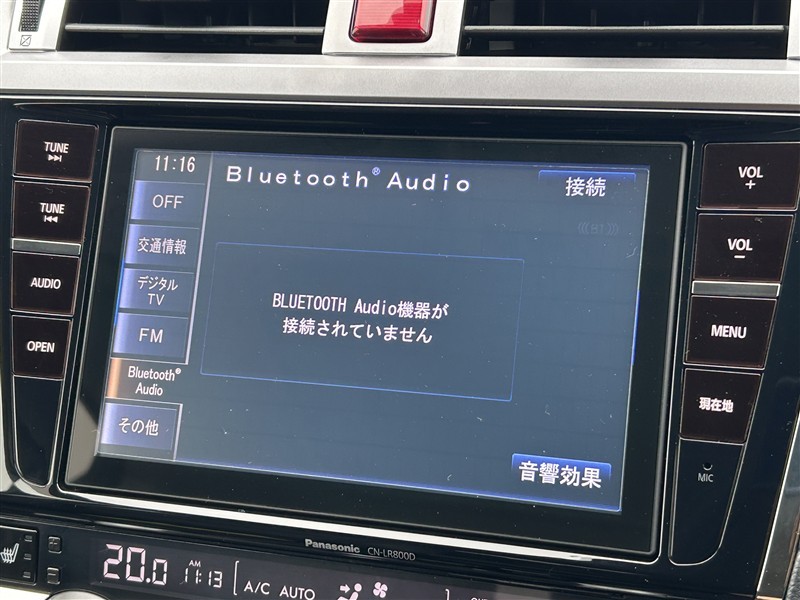 TUNE
TUNE
AUDIO
OPEN
11:16
OFF
交通情報
デジタル
TV
FM
Bluetooth®
Audio
その他
Bluetooth® Audio
接続
BLUETOOTH Audio機器が
接続されていません
音響効果
VOL
+
VOL
−
MENU
現在地
MIC
Panasonic CN-LR800D
20.0
AM
11:13
A/C AUTO